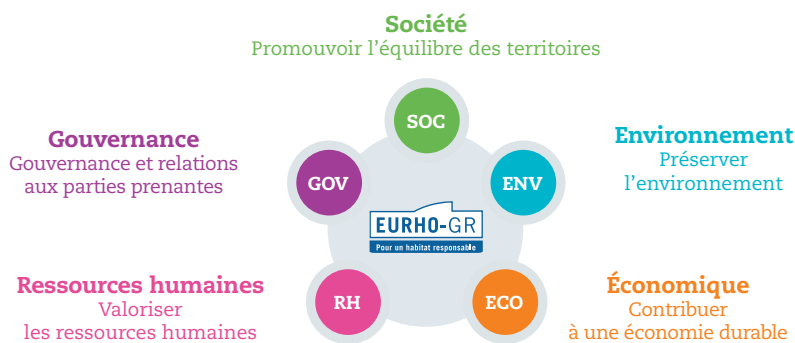 Société
Promouvoir l'équilibre des territoires
SOC
Gouvernance
Gouvernance et relations
aux parties prenantes
GOV
ENV
Environnement
Préserver
l'environnement
EURHO-GR
Pour un habitat responsable
Ressources humaines
Valoriser
les ressources humaines
RH
ECO
Économique
Contribuer
à une économie durable